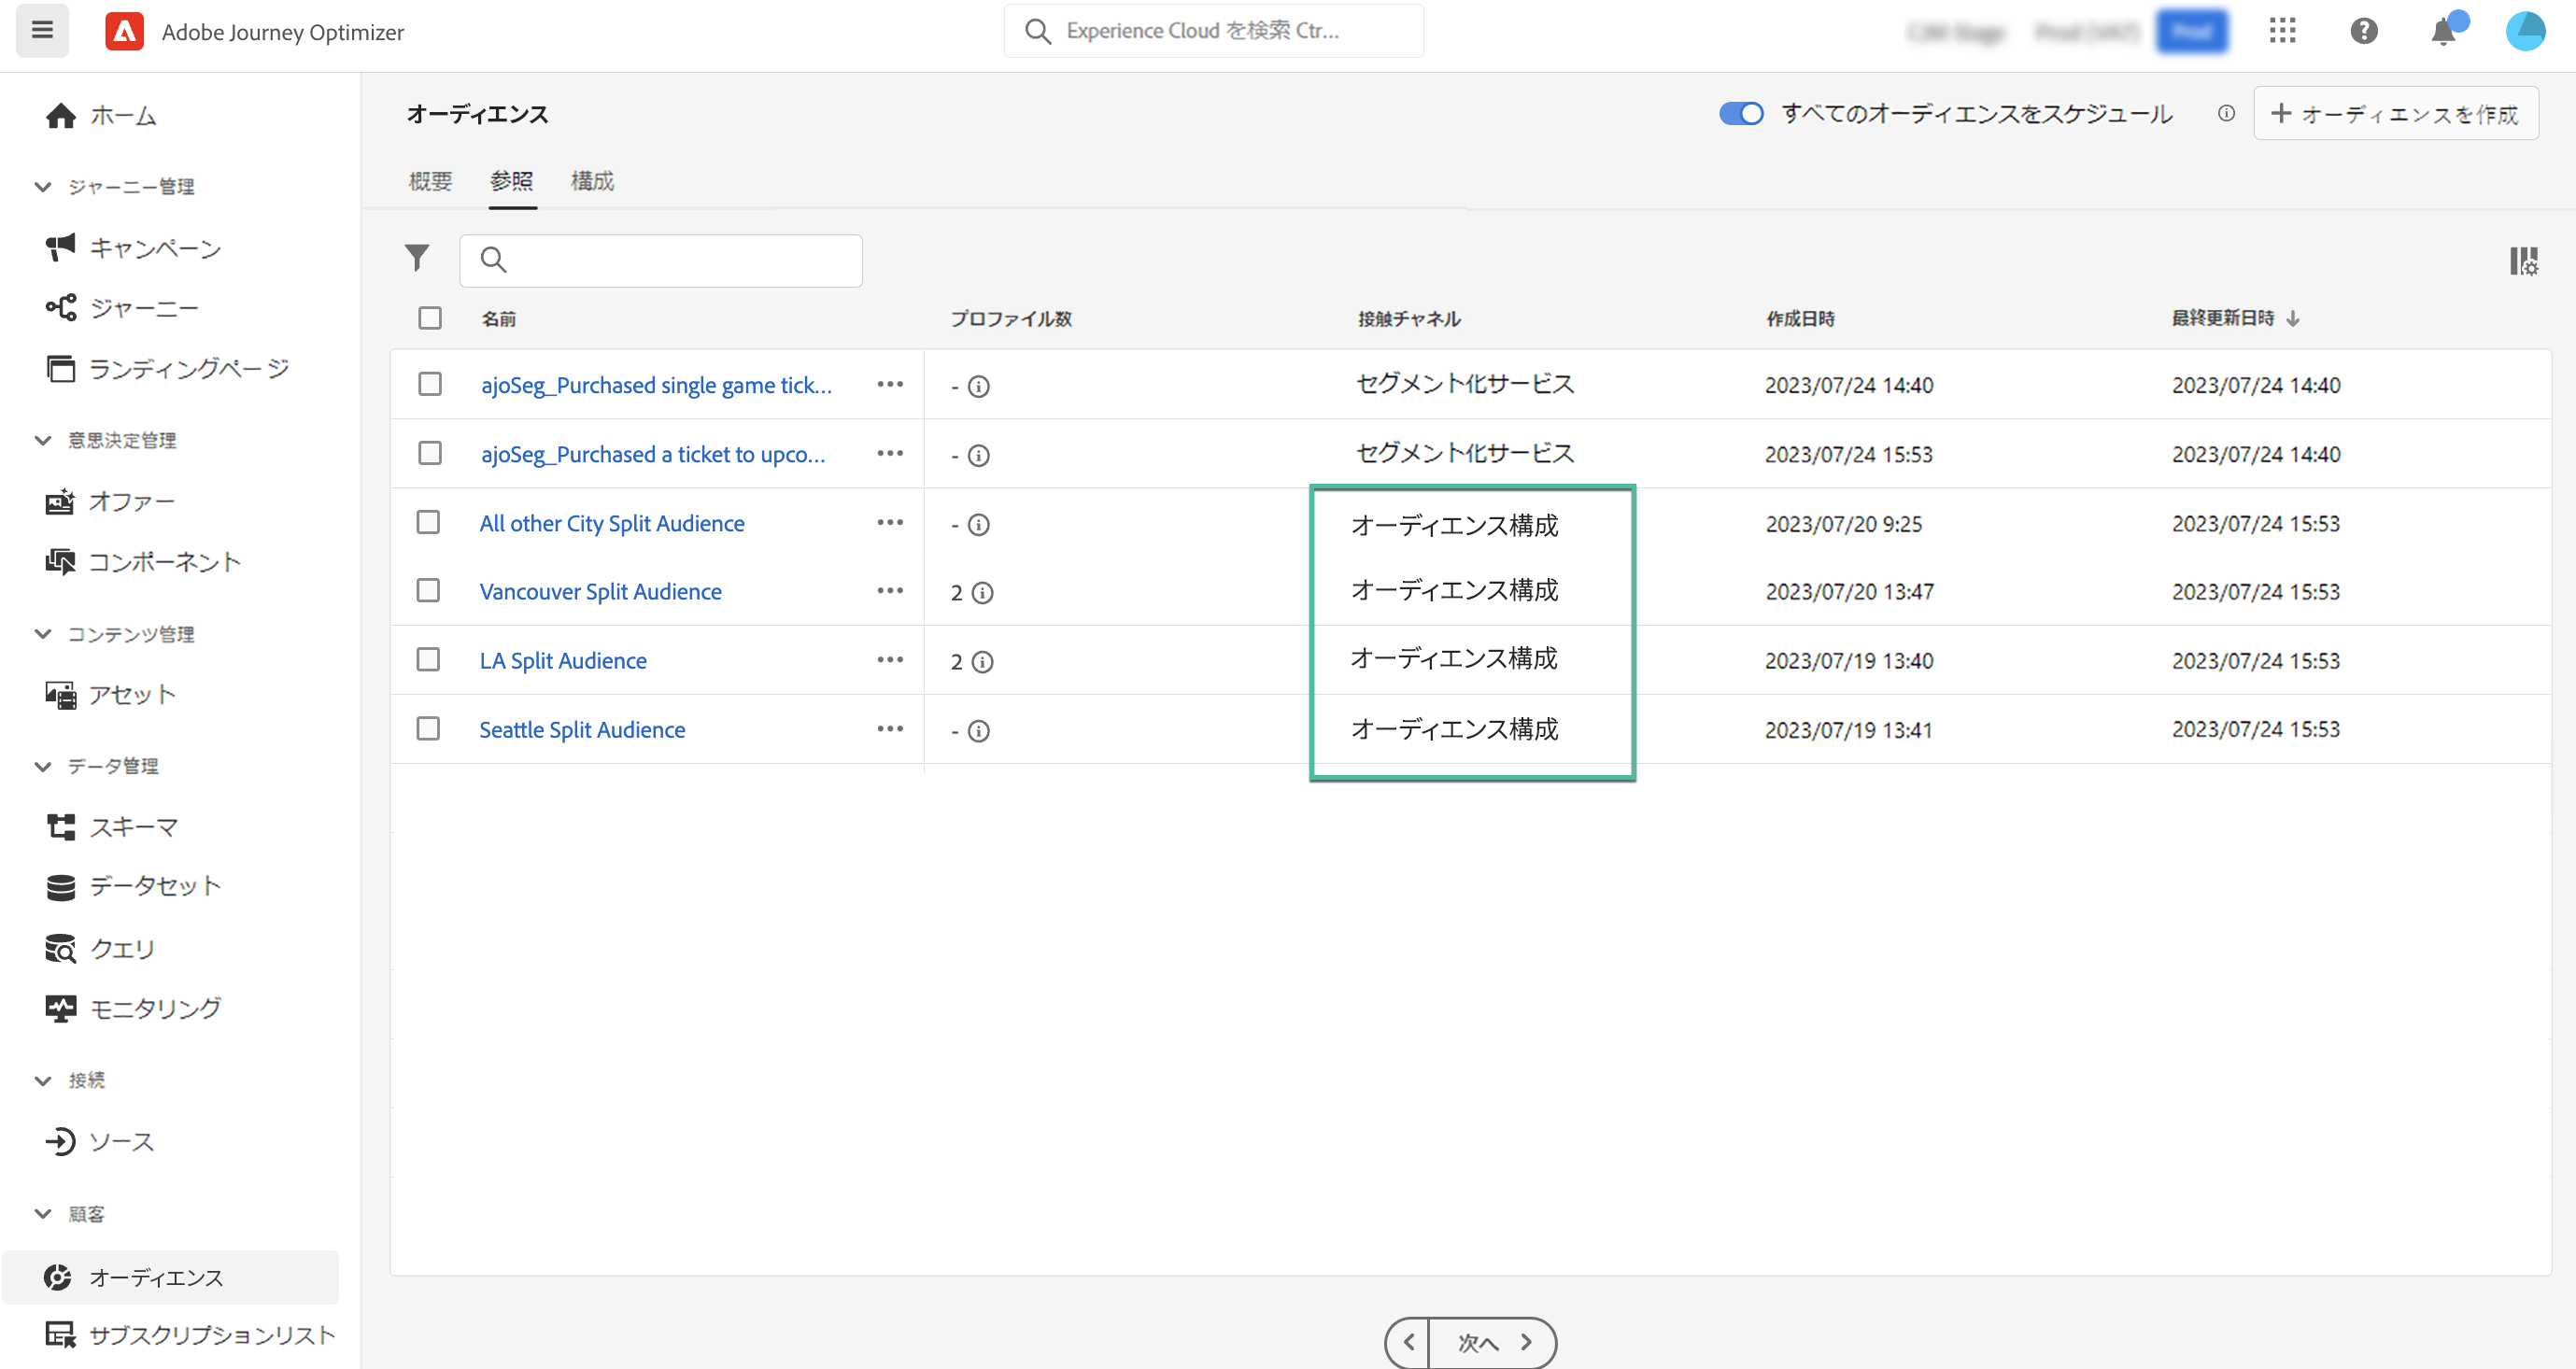 Adobe Journey Optimizer
Experience Cloud を検索 Ctr...
ホーム
ジャーニー管理
キャンペーン
ジャーニー
ランディングページ
意思決定管理
オファー
コンポーネント
コンテンツ管理
アセット
データ管理
スキーマ
データセット
クエリ
モニタリング
接続
ソース
顧客
オーディエンス
サブスクリプションリスト
オーディエンス
すべてのオーディエンスをスケジュール
オーディエンスを作成
概要 参照 構成
名前 プロファイル数 接触チャネル 作成日時 最終更新日時
ajoSeg_Purchased single game tick... - セグメント化サービス 2023/07/24 14:40 2023/07/24 14:40
ajoSeg_Purchased a ticket to upco... - セグメント化サービス 2023/07/24 15:53 2023/07/24 14:40
All other City Split Audience - オーディエンス構成 2023/07/20 9:25 2023/07/24 15:53
Vancouver Split Audience 2 オーディエンス構成 2023/07/20 13:47 2023/07/24 15:53
LA Split Audience 2 オーディエンス構成 2023/07/19 13:40 2023/07/24 15:53
Seattle Split Audience - オーディエンス構成 2023/07/19 13:41 2023/07/24 15:53
次へ